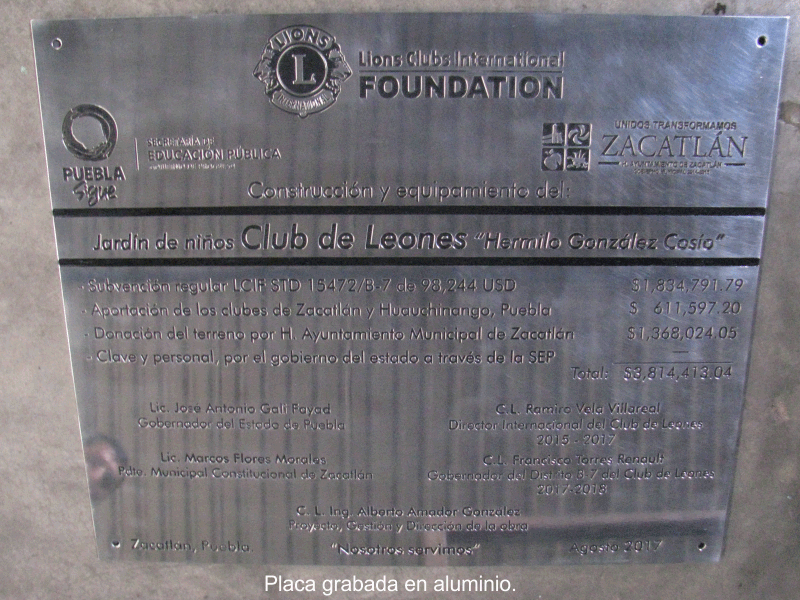 LIONS
L
INTERNATIONAL
Lions Clubs International
FOUNDATION
PUEBLA
Sigue
SECRETARÍA DE
EDUCACIÓN PÚBLICA
UNIDOS TRANSFORMAMOS
ZACATLÁN
H. AYUNTAMIENTO DE ZACATLÁN
Construcción y equipamiento del:
Jardín de niños Club de Leones "Hermilo González Cosío"
· Subvención regular LCIF STD 15472/B-7 de 98,244 USD $1,834,791.79
· Aportación de los clubes de Zacatlán y Huauchinango, Puebla $ 611,597.20
· Donación del terreno por H. Ayuntamiento Municipal de Zacatlán $1,368,024.05
· Clave y personal, por el gobierno del estado a través de la SEP —
Total: $3,814,413.04
Lic. Jose Antonio Gali Fayad
Gobernador del Estado de Puebla
C.L. Ramiro Vela Villareal
Director Internacional del Club de Leones
2015 - 2017
Lic. Marcos Flores Morales
Pdte. Municipal Constitucional de Zacatlán
C.L. Francisco Torres Renault
Gobernador del Distrito B 7 del Club de Leones
2017-2018
C. L. Ing. Alberto Amador González
Proyecto, Gestión y Dirección de la obra
Zacatlán, Puebla. "Nosotros servimos" Agosto 2017
Placa grabada en aluminio.